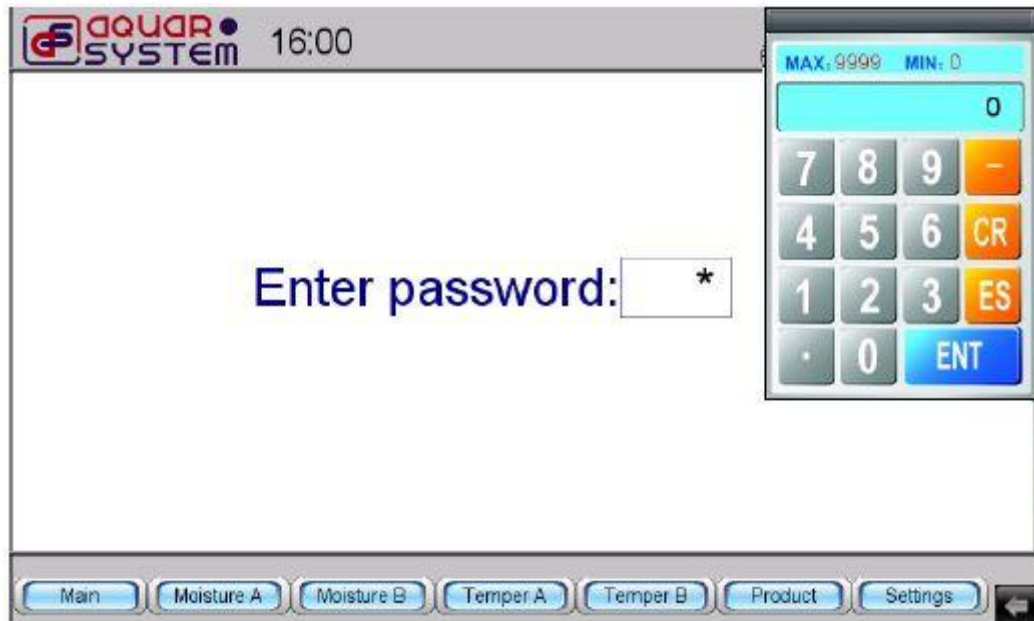 aQUaR
SYSTEM
16:00
MAX: 9999 MIN: 0
0
7 8 9 -
4 5 6 CR
1 2 3 ES
. 0 ENT
Enter password: *
Main Moisture A Moisture B Temper A Temper B Product Settings